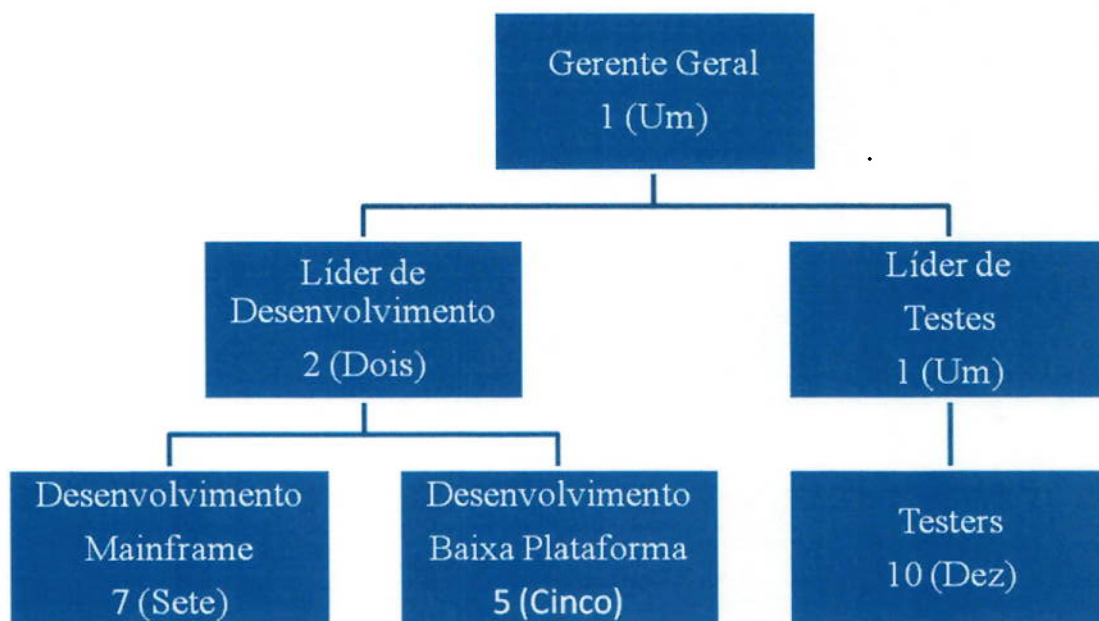 Gerente Geral
1 (Um)
Líder de
Desenvolvimento
2 (Dois)
Líder de
Testes
1 (Um)
Desenvolvimento
Mainframe
7 (Sete)
Desenvolvimento
Baixa Plataforma
5 (Cinco)
Testers
10 (Dez)